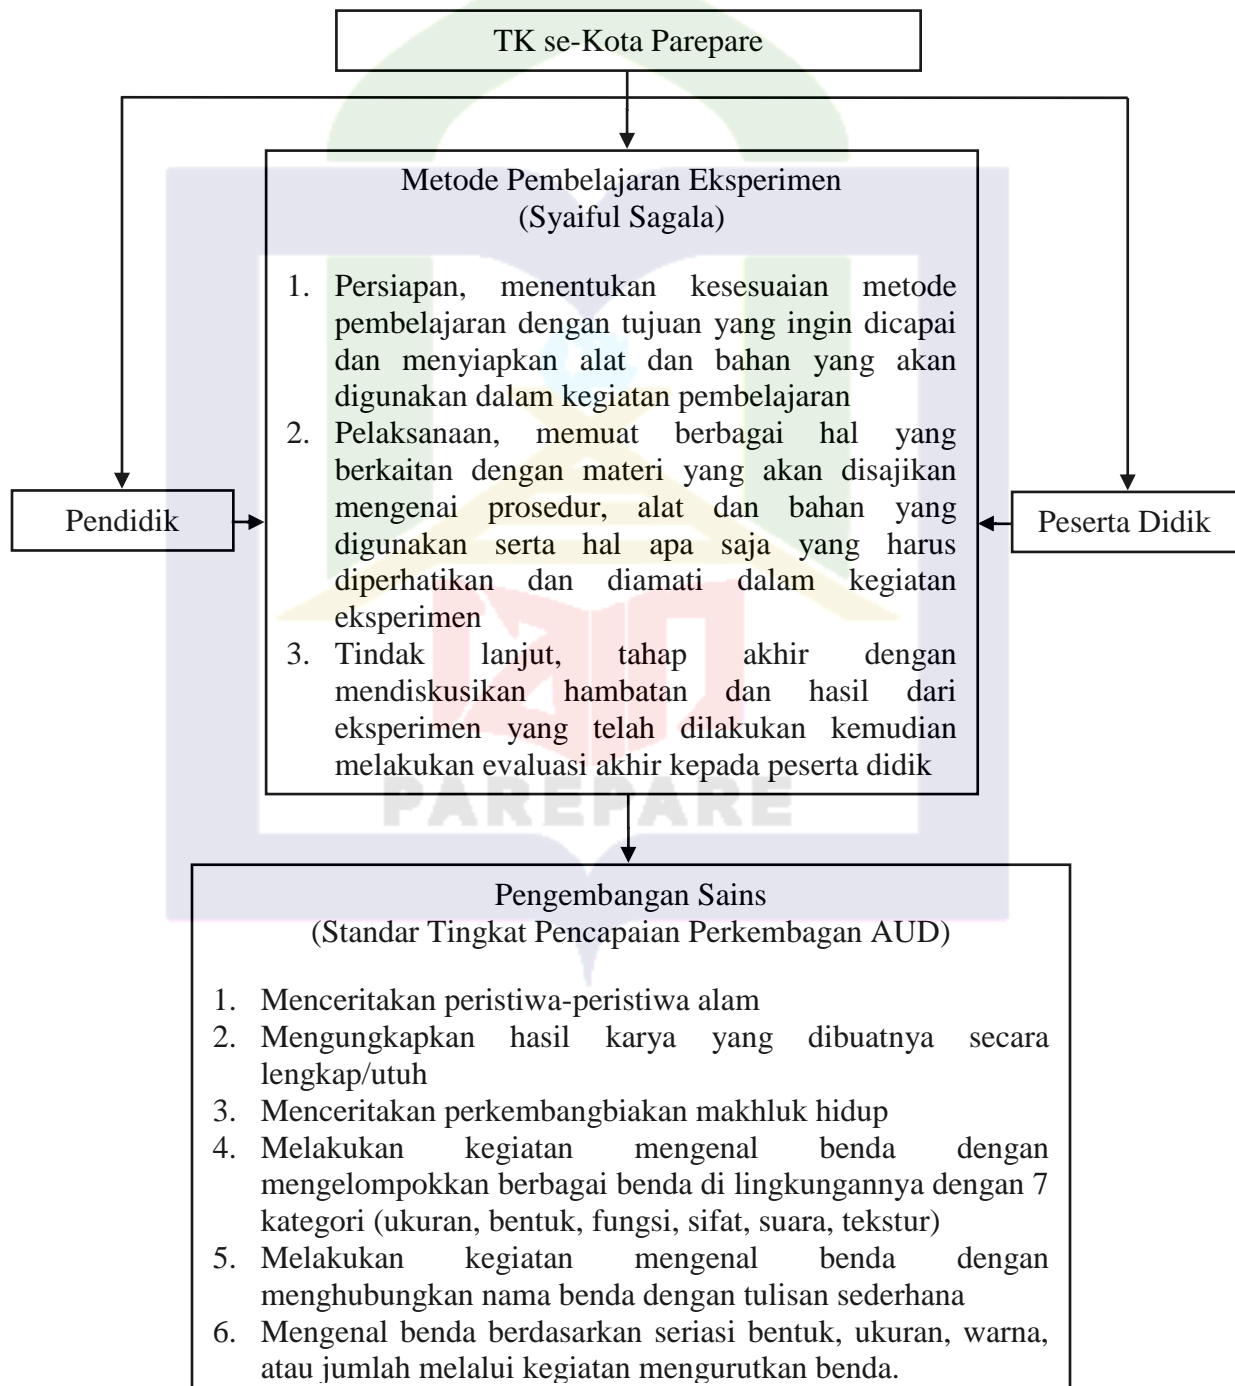 TK se-Kota Parepare
Metode Pembelajaran Eksperimen
(Syaiful Sagala)
1. Persiapan, menentukan kesesuaian metode
pembelajaran dengan tujuan yang ingin dicapai
dan menyiapkan alat dan bahan yang akan
digunakan dalam kegiatan pembelajaran
2. Pelaksanaan, memuat berbagai hal yang
berkaitan dengan materi yang akan disajikan
mengenai prosedur, alat dan bahan yang
digunakan serta hal apa saja yang harus
diperhatikan dan diamati dalam kegiatan
eksperimen
3. Tindak lanjut, tahap akhir dengan
mendiskusikan hambatan dan hasil dari
eksperimen yang telah dilakukan kemudian
melakukan evaluasi akhir kepada peserta didik
Pendidik
Peserta Didik
PAREPARE
Pengembangan Sains
(Standar Tingkat Pencapaian Perkembagan AUD)
1. Menceritakan peristiwa-peristiwa alam
2. Mengungkapkan hasil karya yang dibuatnya secara
lengkap/utuh
3. Menceritakan perkembangbiakan makhluk hidup
4. Melakukan kegiatan mengenal benda dengan
mengelompokkan berbagai benda di lingkungannya dengan 7
kategori (ukuran, bentuk, fungsi, sifat, suara, tekstur)
5. Melakukan kegiatan mengenal benda dengan
menghubungkan nama benda dengan tulisan sederhana
6. Mengenal benda berdasarkan seriasi bentuk, ukuran, warna,
atau jumlah melalui kegiatan mengurutkan benda.